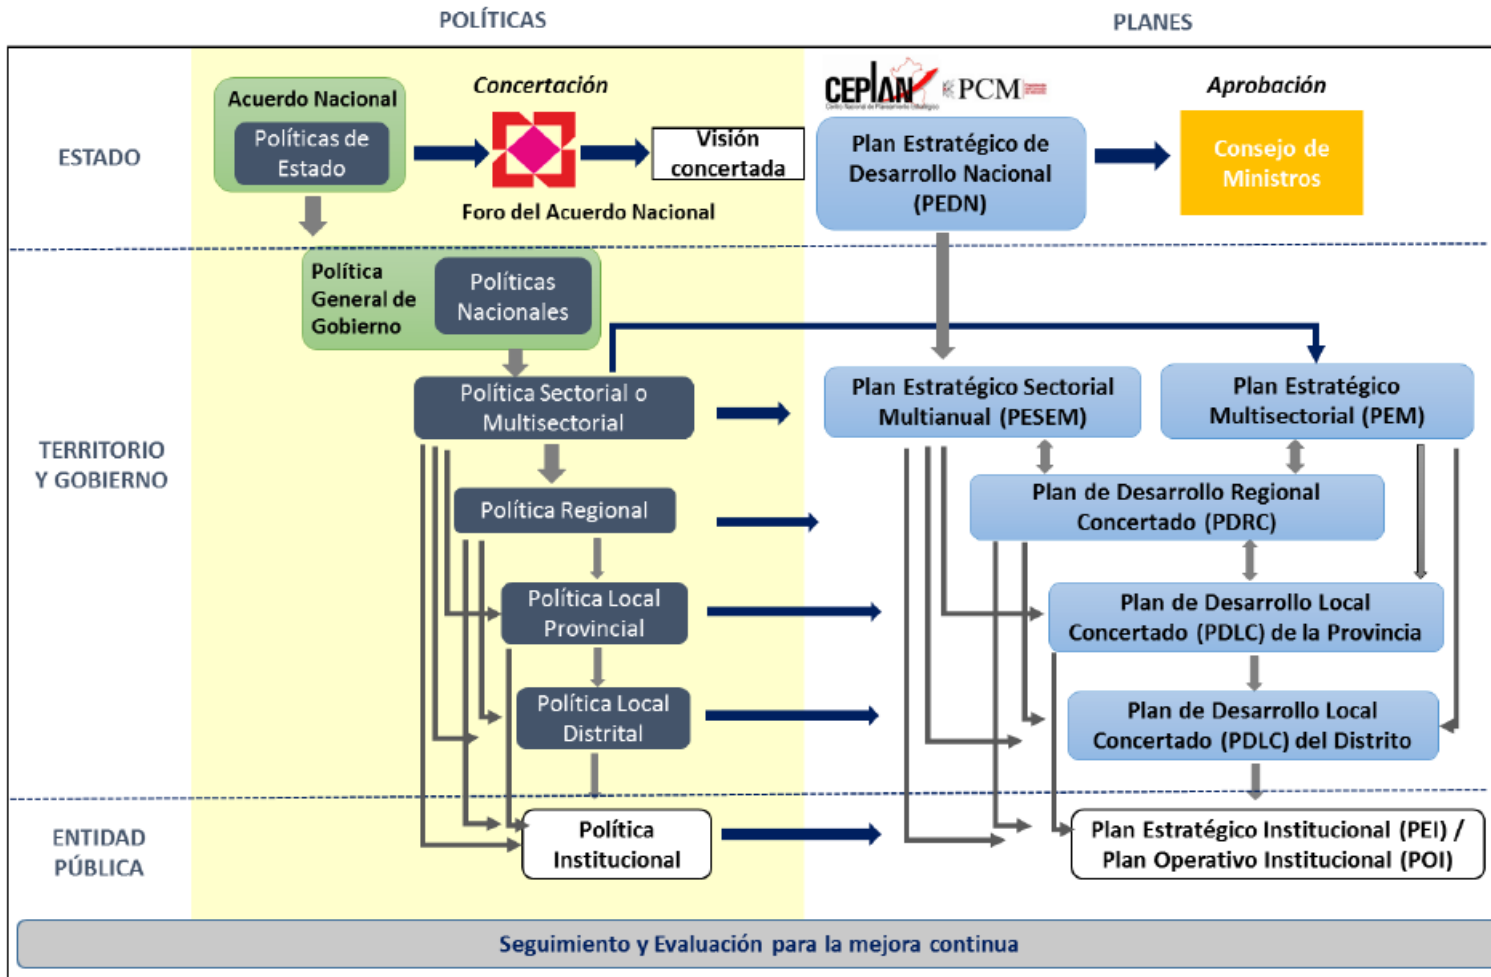 POLÍTICAS
PLANES
ESTADO
Acuerdo Nacional
Políticas de
Estado
Concertación
Foro del Acuerdo Nacional
Visión
concertada
CEPLAN
Centro Nacional de Planeamiento Estratégico
PCM
Plan Estratégico de
Desarrollo Nacional
(PEDN)
Aprobación
Consejo de
Ministros
TERRITORIO
Y GOBIERNO
Política
General de
Gobierno
Políticas
Nacionales
Política Sectorial o
Multisectorial
Plan Estratégico Sectorial
Multianual (PESEM)
Plan Estratégico
Multisectorial (PEM)
Política Regional
Plan de Desarrollo Regional
Concertado (PDRC)
Política Local
Provincial
Plan de Desarrollo Local
Concertado (PDLC) de la Provincia
Política Local
Distrital
Plan de Desarrollo Local
Concertado (PDLC) del Distrito
ENTIDAD
PÚBLICA
Política
Institucional
Plan Estratégico Institucional (PEI) /
Plan Operativo Institucional (POI)
Seguimiento y Evaluación para la mejora continua